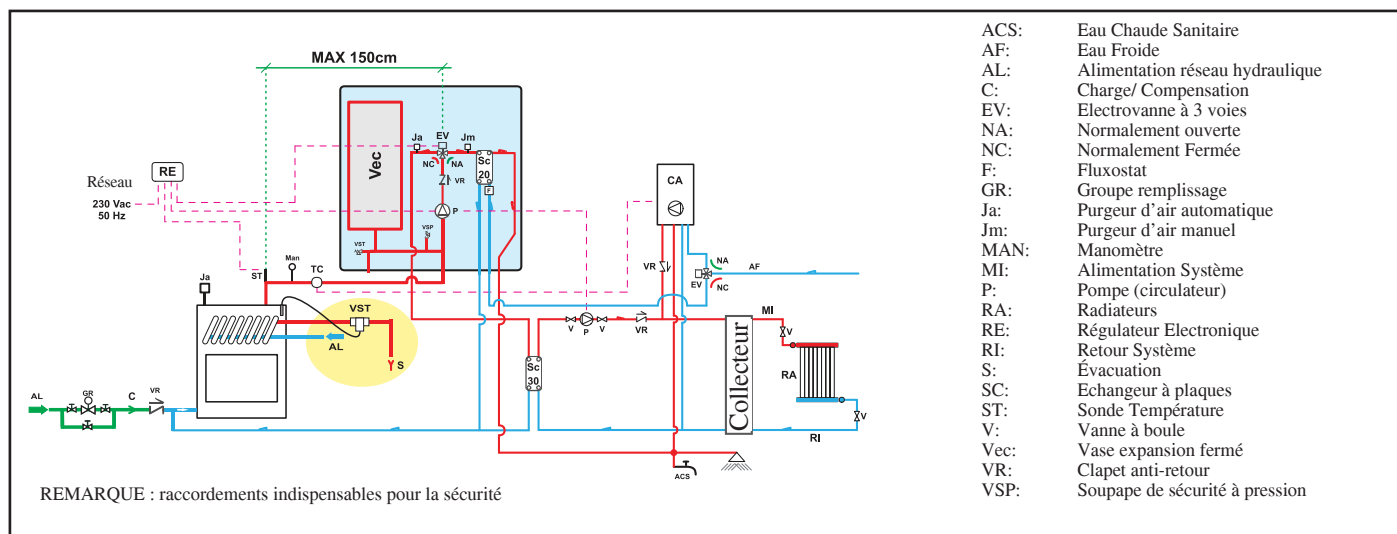 MAX 150cm
Ja
EV
Jm
NC
NA
Sc
20
F
Vec
VR
P
VSP
VST
RE
Réseau
230 Vac
50 Hz
CA
VR
NA
EV
NC
AF
Man
ST
TC
Ja
VST
AL
S
V
P
V
VR
MI
V
Sc
30
Collecteur
RA
V
RI
AL
GR
C
VR
ACS
REMARQUE : raccordements indispensables pour la sécurité
ACS: Eau Chaude Sanitaire
AF: Eau Froide
AL: Alimentation réseau hydraulique
C: Charge/ Compensation
EV: Electrovanne à 3 voies
NA: Normalement ouverte
NC: Normalement Fermée
F: Fluxostat
GR: Groupe remplissage
Ja: Purgeur d’air automatique
Jm: Purgeur d’air manuel
MAN: Manomètre
MI: Alimentation Système
P: Pompe (circulateur)
RA: Radiateurs
RE: Régulateur Electronique
RI: Retour Système
S: Évacuation
SC: Echangeur à plaques
ST: Sonde Température
V: Vanne à boule
Vec: Vase expansion fermé
VR: Clapet anti-retour
VSP: Soupape de sécurité à pression